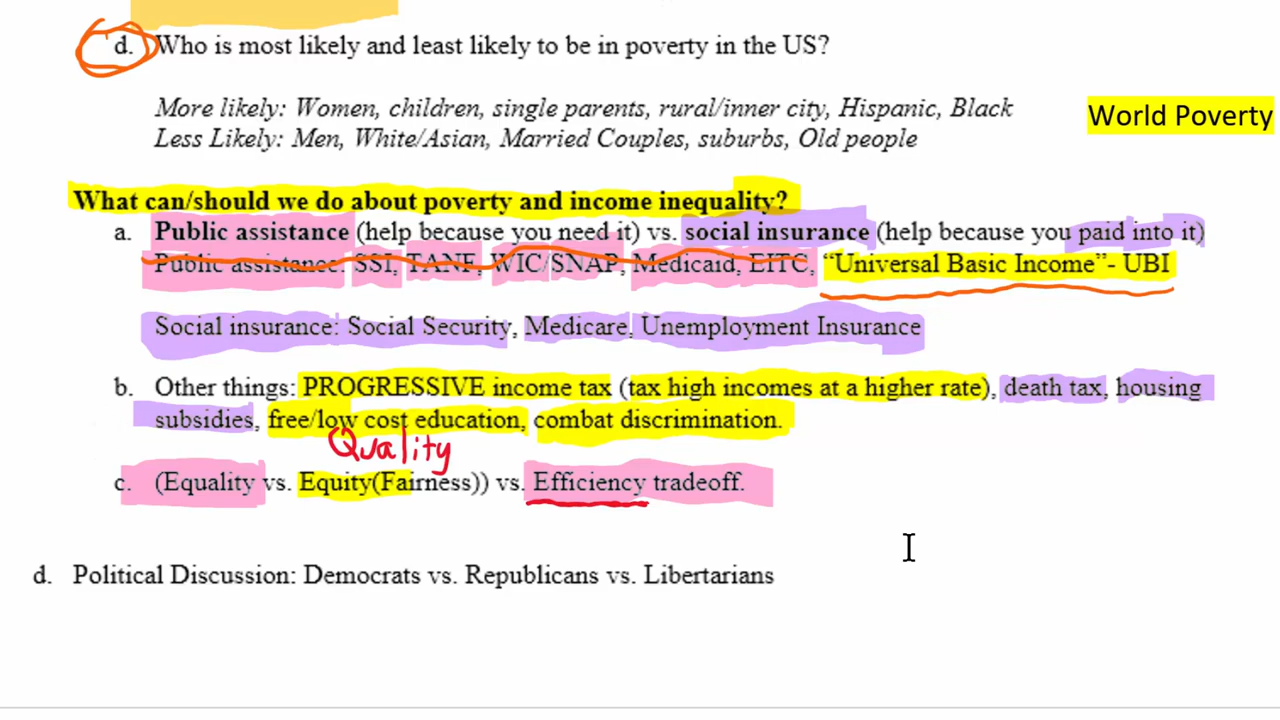 d. Who is most likely and least likely to be in poverty in the US?
More likely: Women, children, single parents, rural/inner city, Hispanic, Black
World Poverty
Less Likely: Men, White/Asian, Married Couples, suburbs, Old people
What can/should we do about poverty and income inequality?
a. Public assistance (help because you need it) vs. social insurance (help because you paid into it)
Public assistance: SSI, TANF, WIC/SNAP, Medicaid, EITC, “Universal Basic Income”- UBI
Social insurance: Social Security, Medicare, Unemployment Insurance
b. Other things: PROGRESSIVE income tax (tax high incomes at a higher rate), death tax, housing
subsidies, free/low cost education, combat discrimination.
Quality
c. (Equality vs. Equity(Fairness)) vs. Efficiency tradeoff.
d. Political Discussion: Democrats vs. Republicans vs. Libertarians